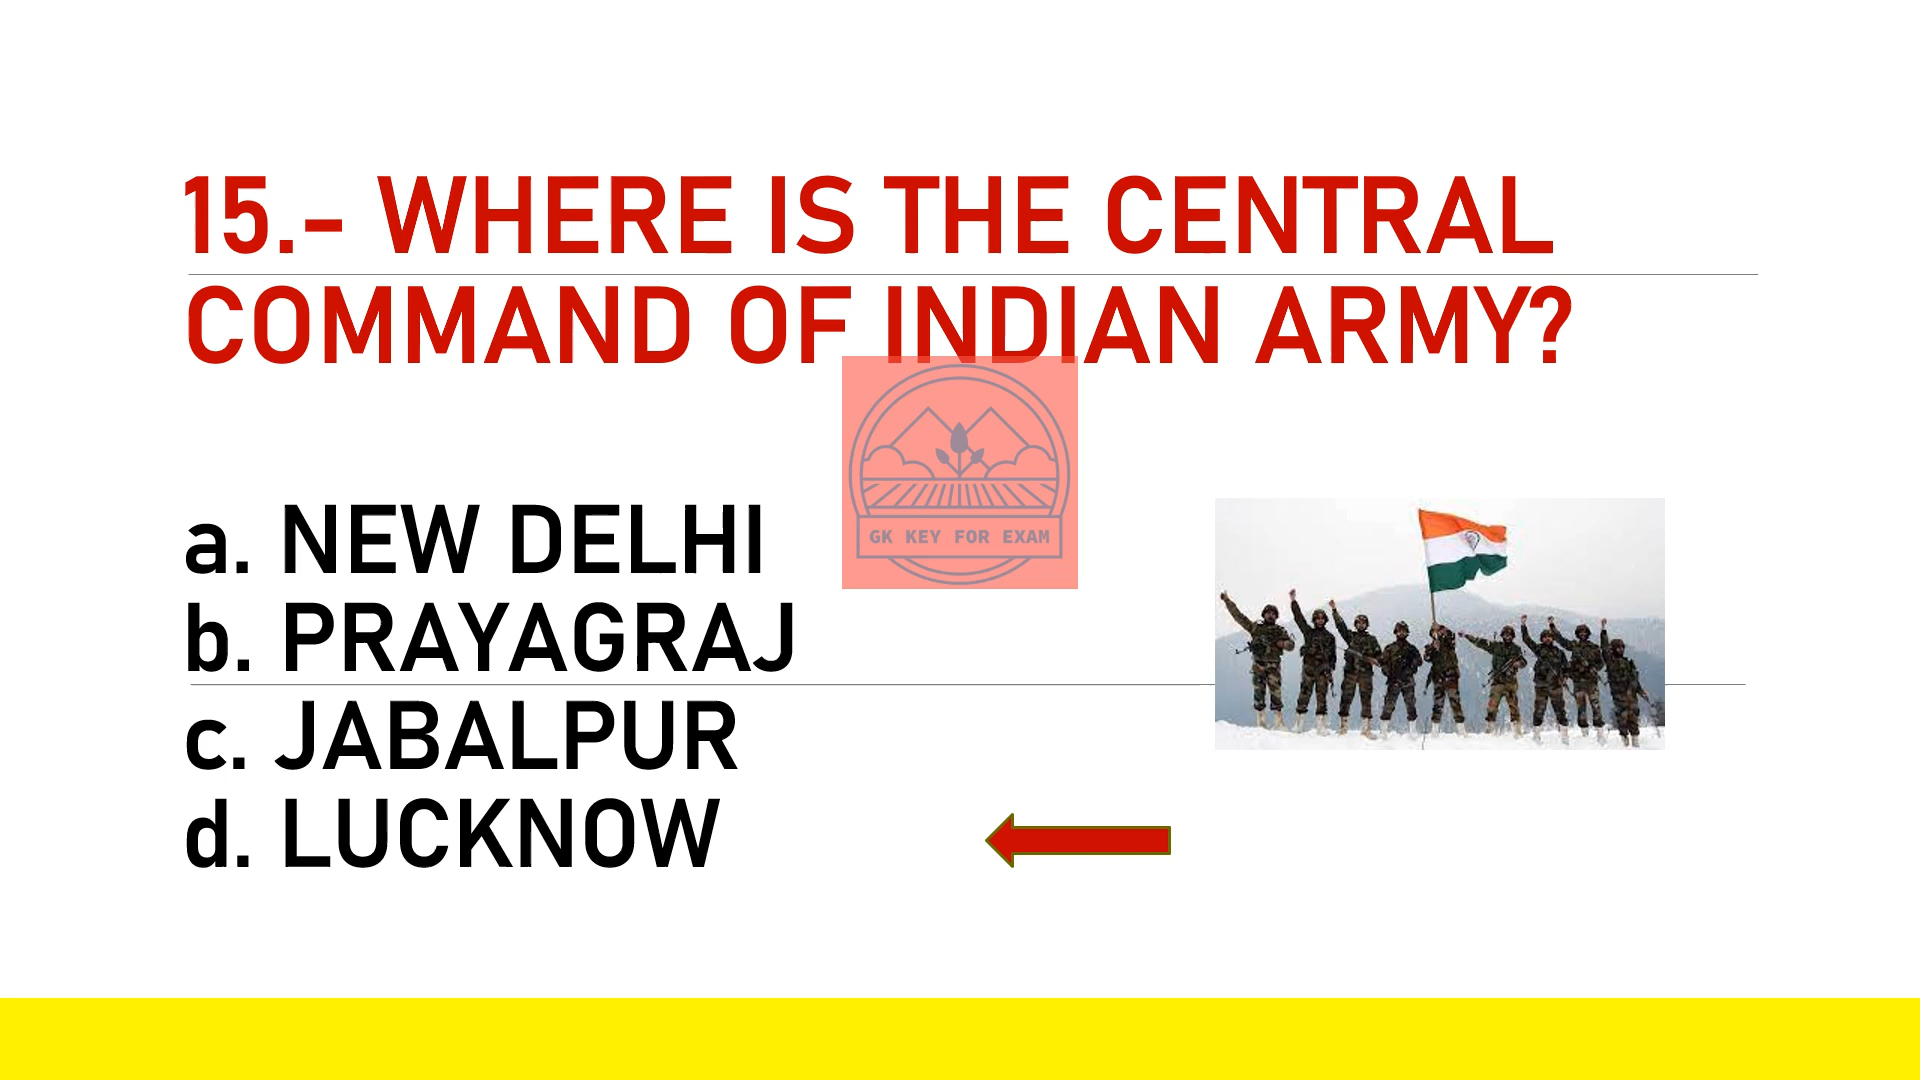 15.- WHERE IS THE CENTRAL
COMMAND OF INDIAN ARMY?
GK KEY FOR EXAM
a. NEW DELHI
b. PRAYAGRAJ
c. JABALPUR
d. LUCKNOW